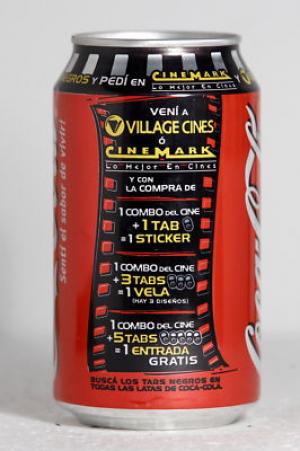 NEGROS Y PEDÍ EN CINEMARK
Lo Mejor En Cines
VENÍ A
VILLAGE CINES
Ó
CINEMARK
Lo Mejor En Cines
Y CON
LA COMPRA DE
1 COMBO DEL CINE
+ 1 TAB
= 1 STICKER
1 COMBO DEL CINE
+ 3 TABS
= 1 VELA
(HAY 3 DISEÑOS)
1 COMBO DEL CINE
+ 5 TABS
= 1 ENTRADA
GRATIS
BUSCÁ LOS TABS NEGROS EN
TODAS LAS LATAS DE COCA-COLA.
Sentí el sabor de vivir!